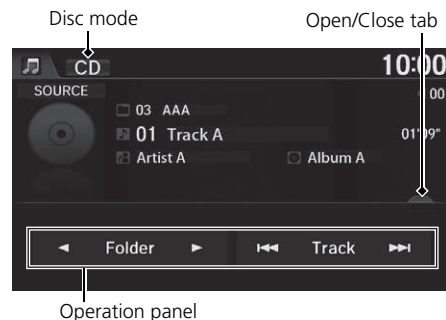 Disc mode
Open/Close tab
CD
10:00
SOURCE
00
03 AAA
01 Track A
01'09"
Artist A
Album A
Folder
Track
Operation panel